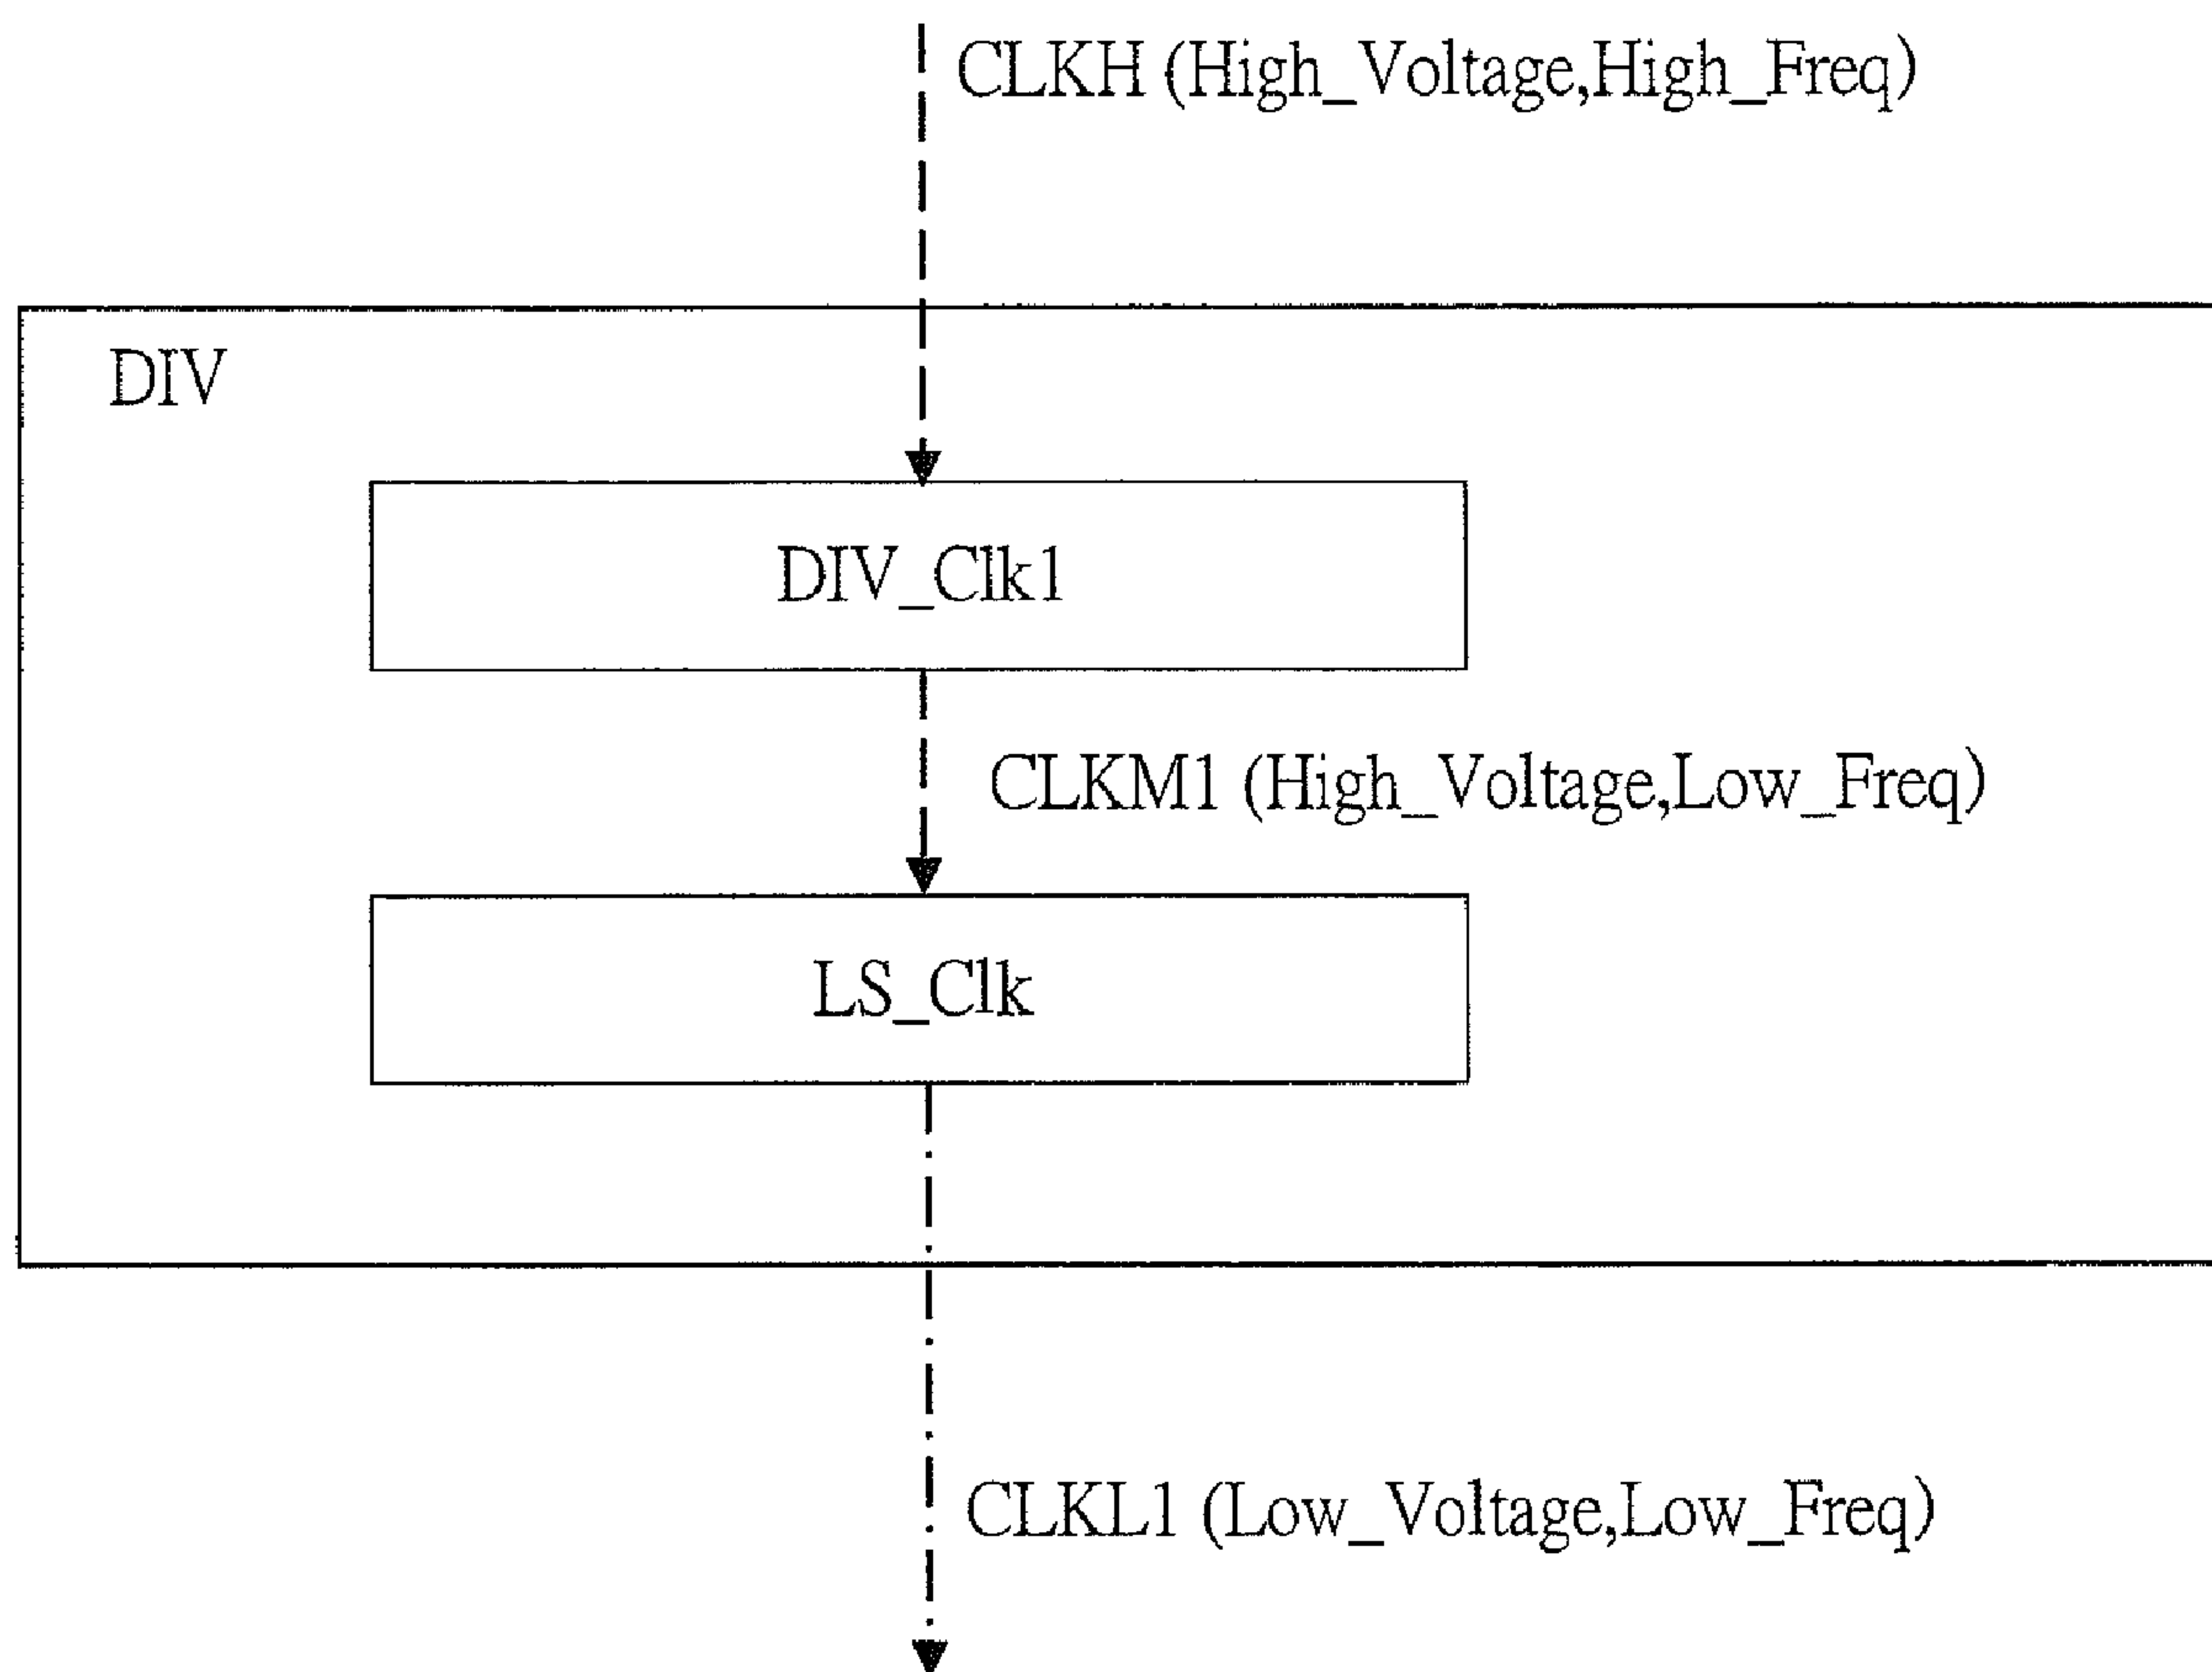 CLKH (High_Voltage,High_Freq)
DIV
DIV_Clk1
CLKM1 (High_Voltage,Low_Freq)
LS_Clk
CLKL1 (Low_Voltage,Low_Freq)